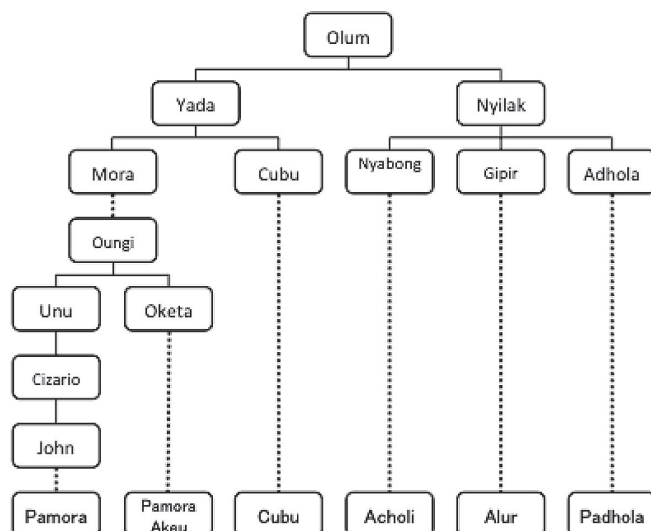 Olum
Yada
Nyilak
Mora
Cubu
Nyabong
Gipir
Adhola
Oungi
Unu
Oketa
Cizario
John
Pamora
Pamora
Akeu
Cubu
Acholi
Alur
Padhola